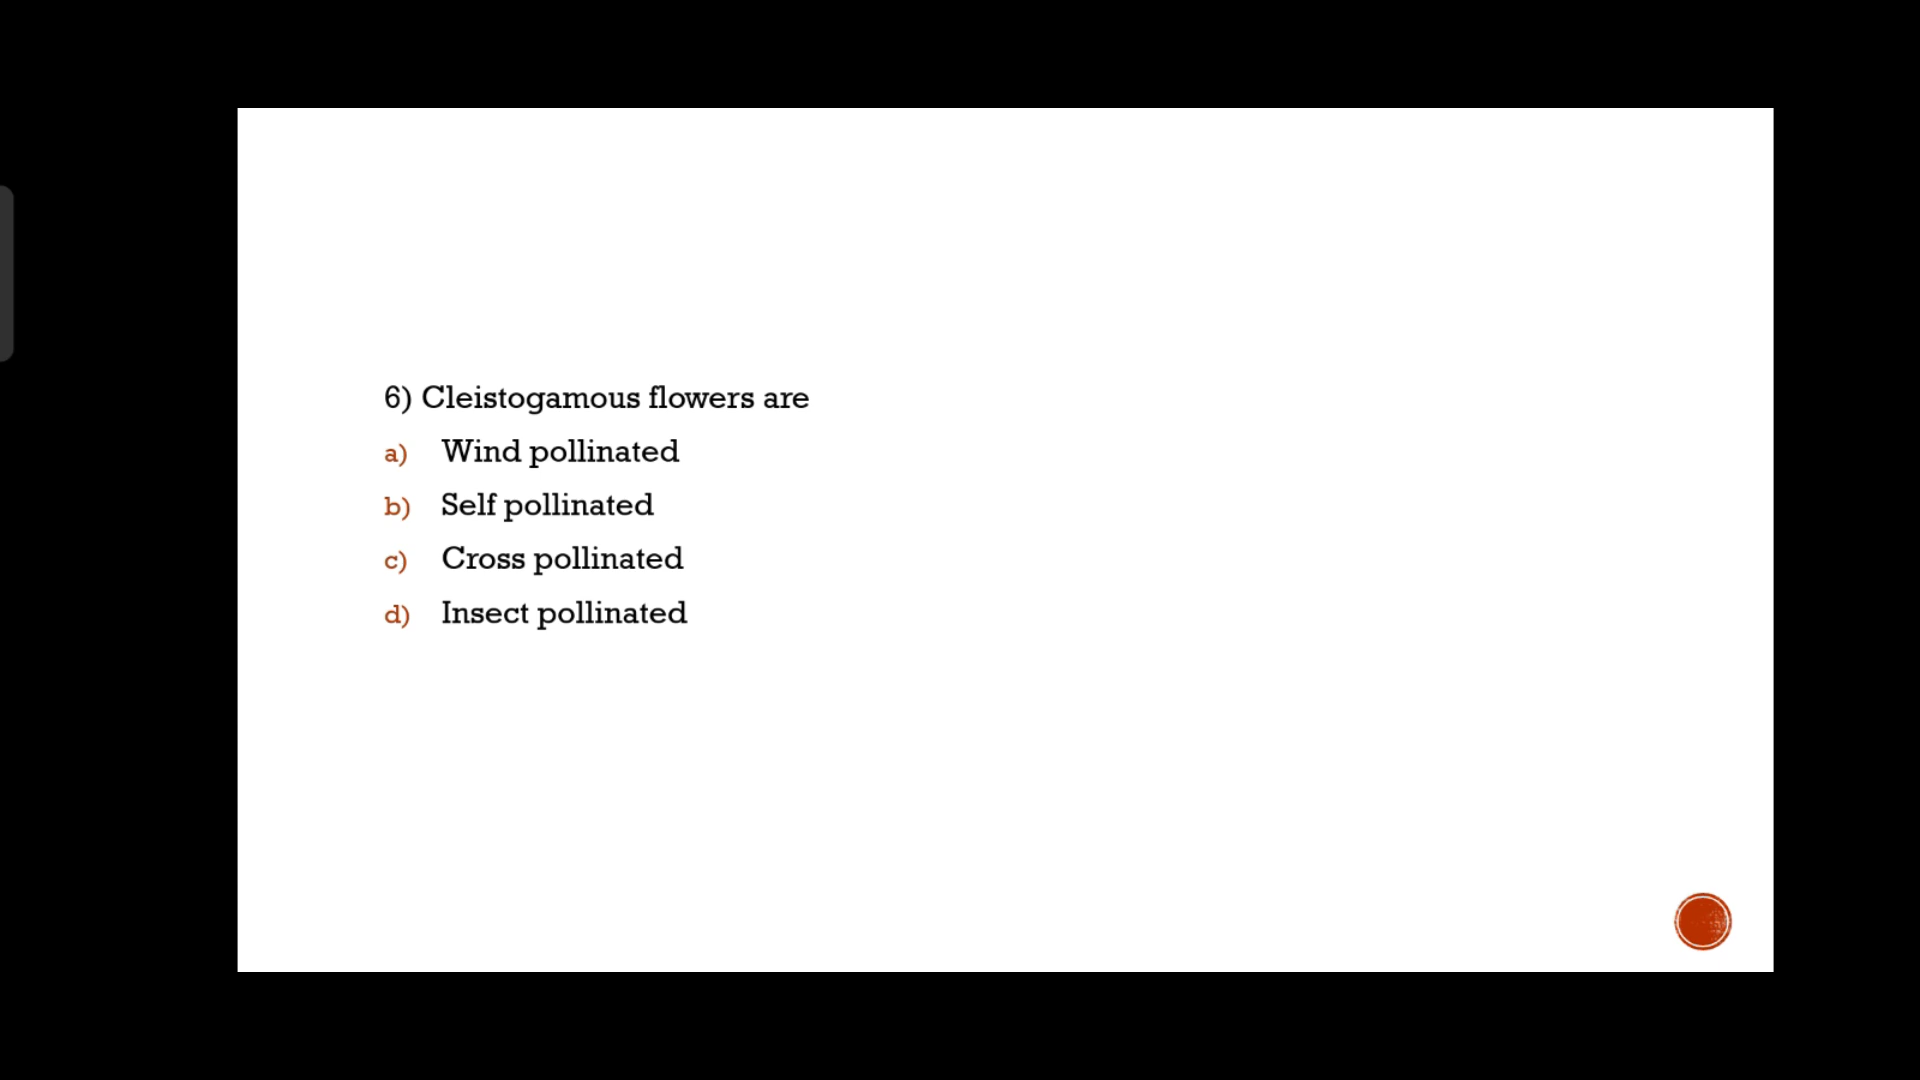 6) Cleistogamous flowers are
a) Wind pollinated
b) Self pollinated
c) Cross pollinated
d) Insect pollinated